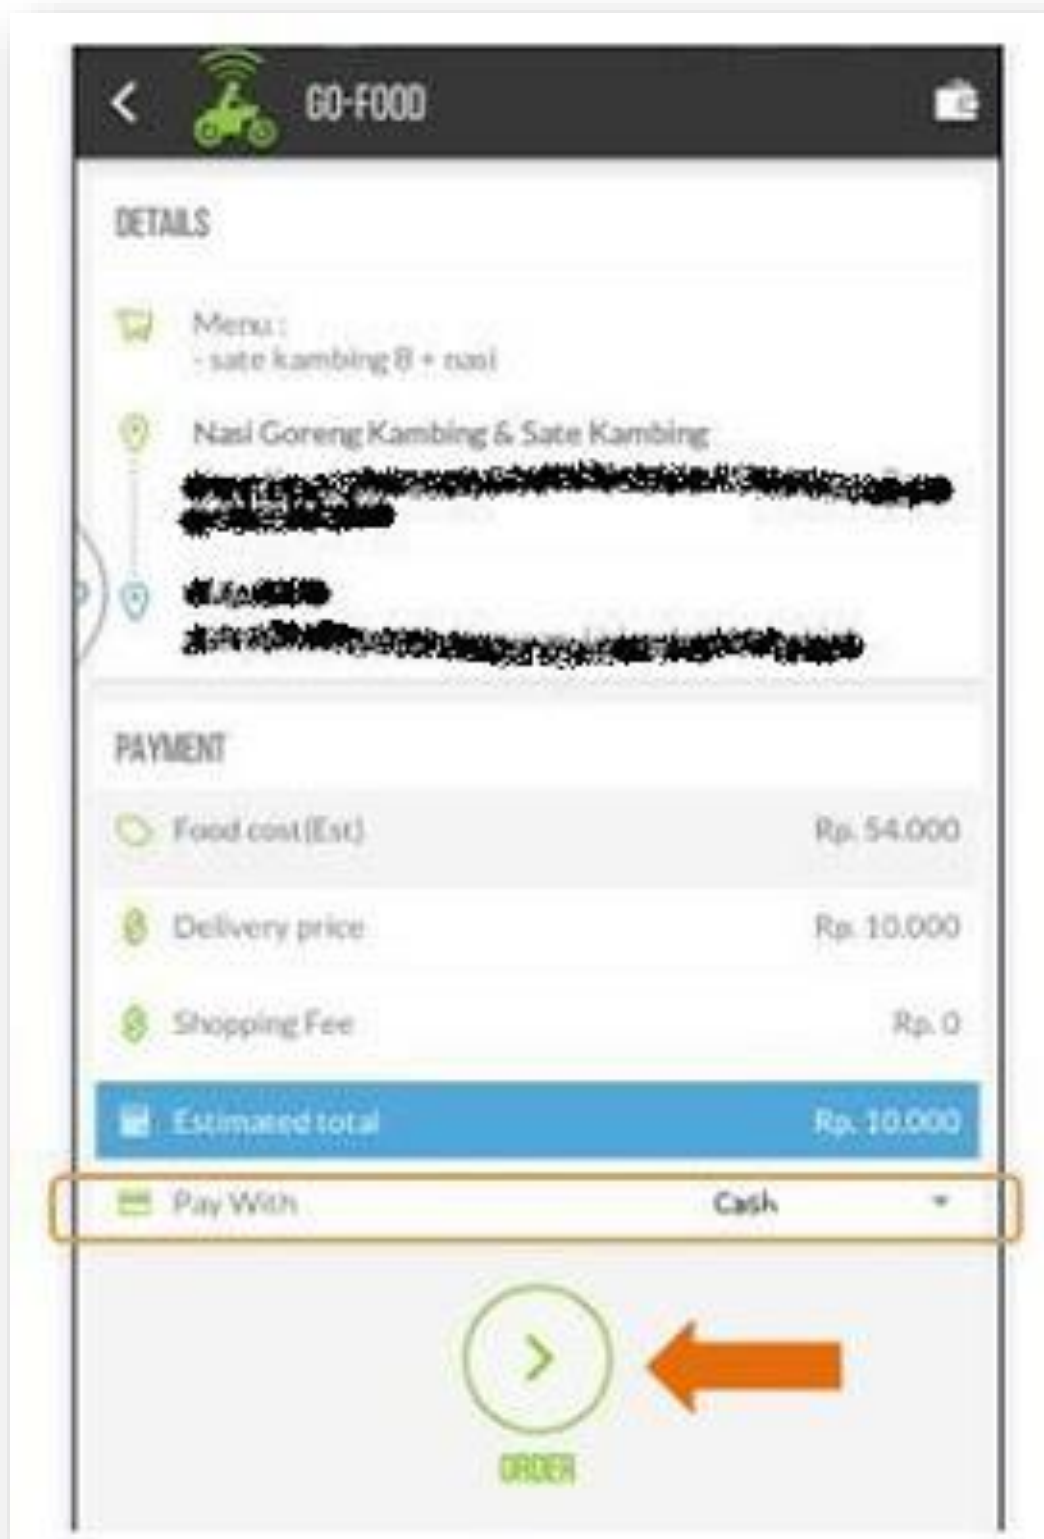 GO-FOOD
DETAILS
Menu :
- sate kambing 8 + nasi
Nasi Goreng Kambing & Sate Kambing
PAYMENT
Food cost(Est) Rp. 54.000
Delivery price Rp. 10.000
Shopping Fee Rp. 0
Estimated total Rp. 10.000
Pay With Cash
ORDER